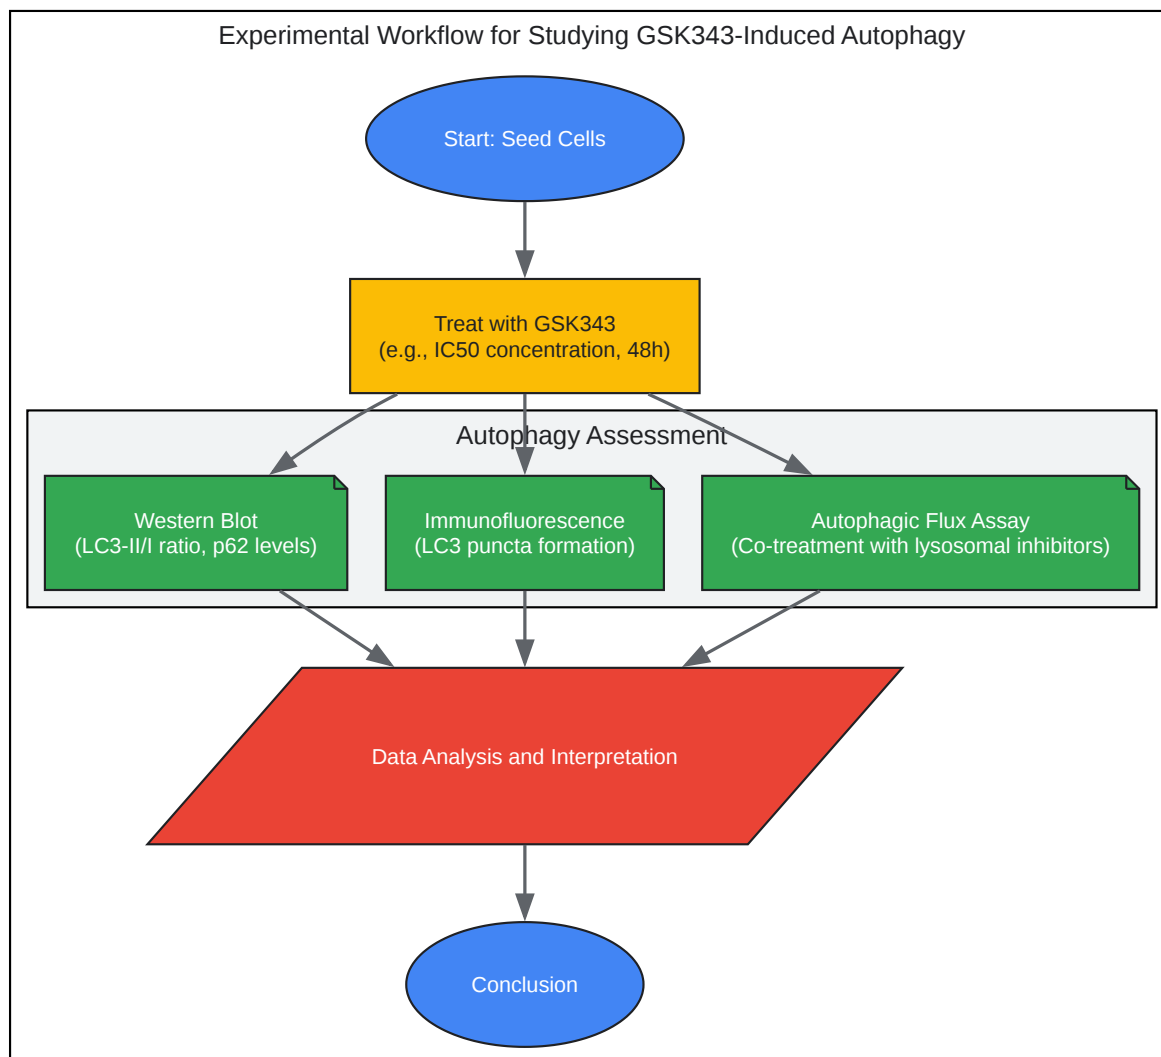 Experimental Workflow for Studying GSK343-Induced Autophagy
Start: Seed Cells
Treat with GSK343
(e.g., IC50 concentration, 48h)
Autophagy Assessment
Western Blot
(LC3-II/I ratio, p62 levels)
Immunofluorescence
(LC3 puncta formation)
Autophagic Flux Assay
(Co-treatment with lysosomal inhibitors)
Data Analysis and Interpretation
Conclusion